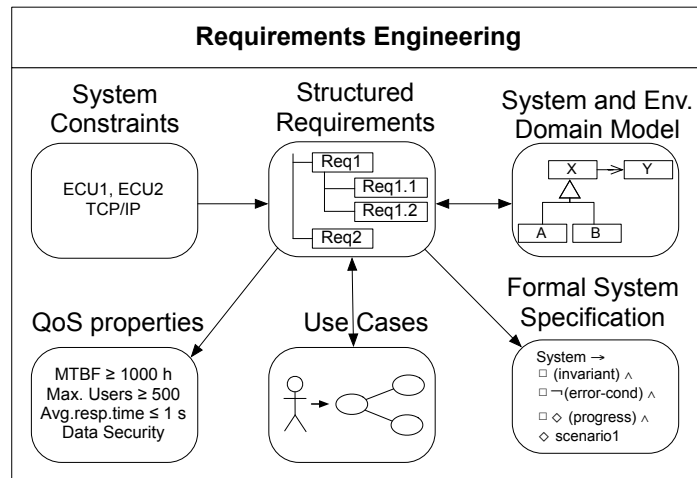 Requirements Engineering
System
Constraints
ECU1, ECU2
TCP/IP
Structured
Requirements
Req1
Req1.1
Req1.2
Req2
System and Env.
Domain Model
X
Y
A
B
QoS properties
MTBF ≥ 1000 h
Max. Users ≥ 500
Avg.resp.time ≤ 1 s
Data Security
Use Cases
Formal System
Specification
System →
□ (invariant) ∧
□ ¬(error-cond) ∧
□ ◇ (progress) ∧
◇ scenario1